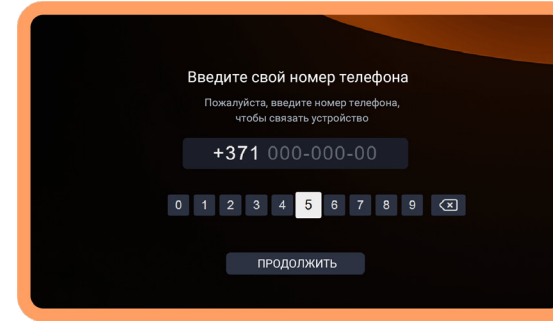 Введите свой номер телефона
Пожалуйста, введите номер телефона,
чтобы связать устройство
+371 000-000-00
0 1 2 3 4 5 6 7 8 9
ПРОДОЛЖИТЬ